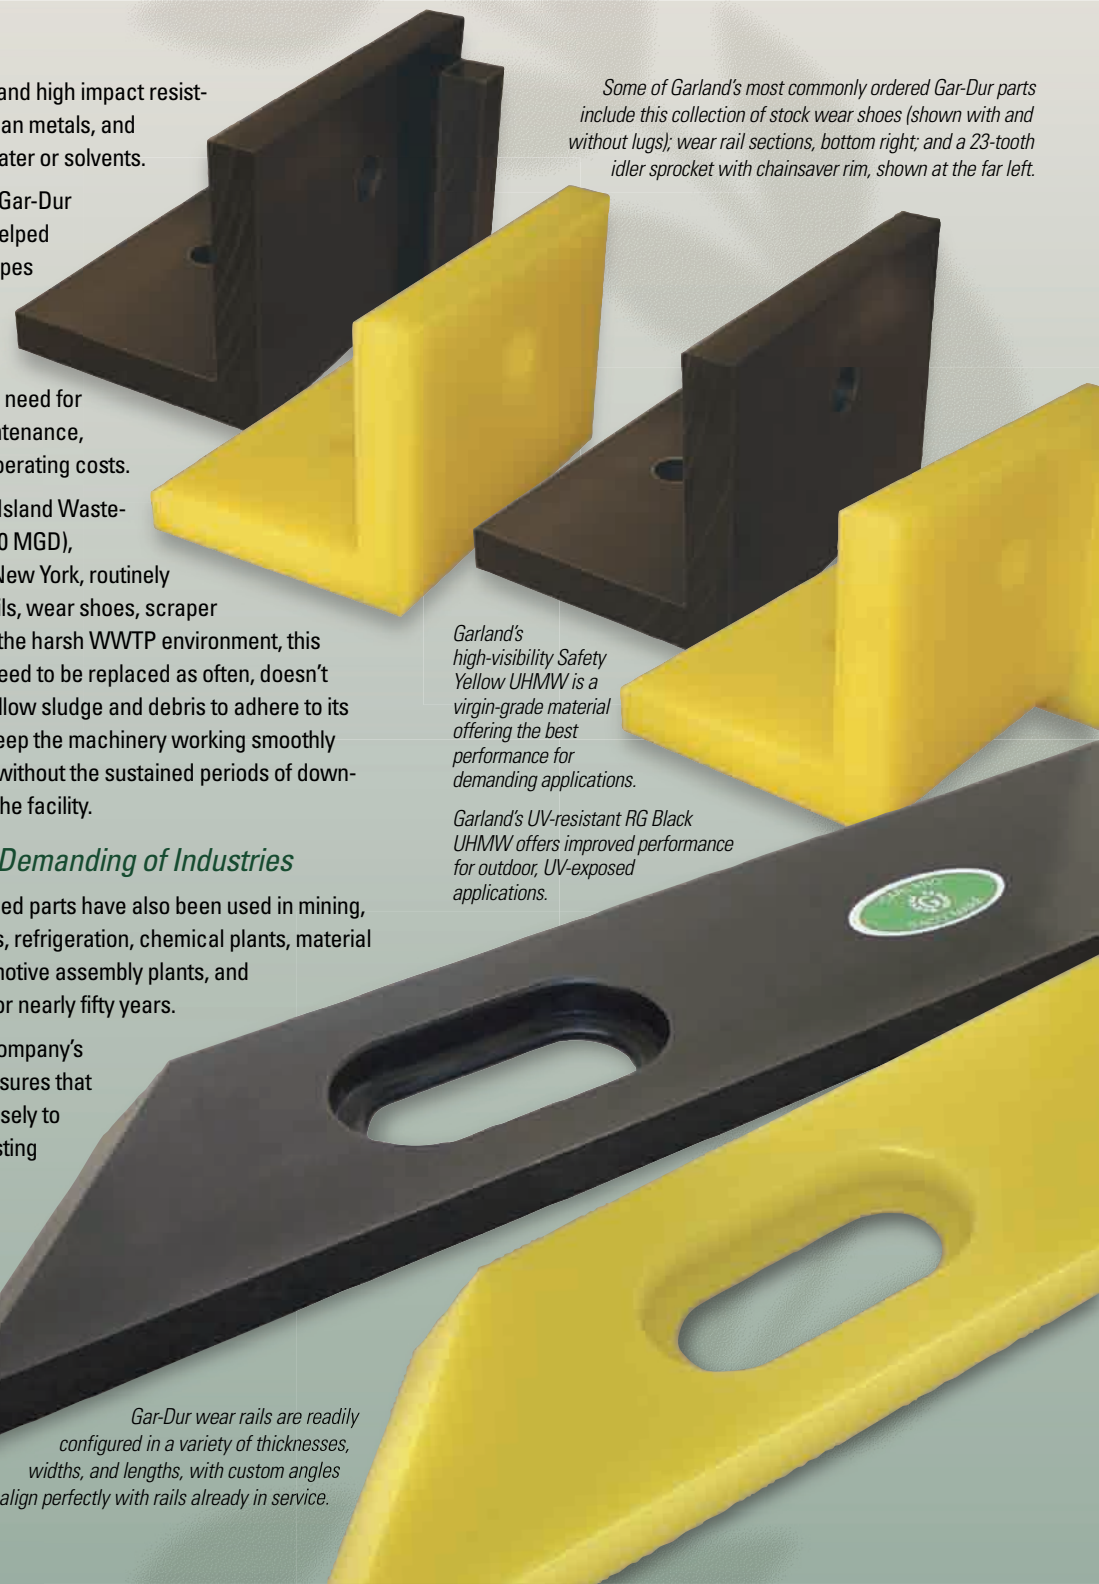 and high impact resist-
an metals, and
ater or solvents.
Gar-Dur
elped
pes
need for
tenance,
perating costs.
Island Waste-
0 MGD),
New York, routinely
ils, wear shoes, scraper
the harsh WWTP environment, this
eed to be replaced as often, doesn't
llow sludge and debris to adhere to its
eep the machinery working smoothly
without the sustained periods of down-
he facility.
Demanding of Industries
ed parts have also been used in mining,
s, refrigeration, chemical plants, material
notive assembly plants, and
or nearly fifty years.
ompany's
sures that
sely to
sting
Some of Garland's most commonly ordered Gar-Dur parts
include this collection of stock wear shoes (shown with and
without lugs); wear rail sections, bottom right; and a 23-tooth
idler sprocket with chainsaver rim, shown at the far left.
Garland's
high-visibility Safety
Yellow UHMW is a
virgin-grade material
offering the best
performance for
demanding applications.
Garland's UV-resistant RG Black
UHMW offers improved performance
for outdoor, UV-exposed
applications.
G
Gar-Dur wear rails are readily
configured in a variety of thicknesses,
widths, and lengths, with custom angles
align perfectly with rails already in service.